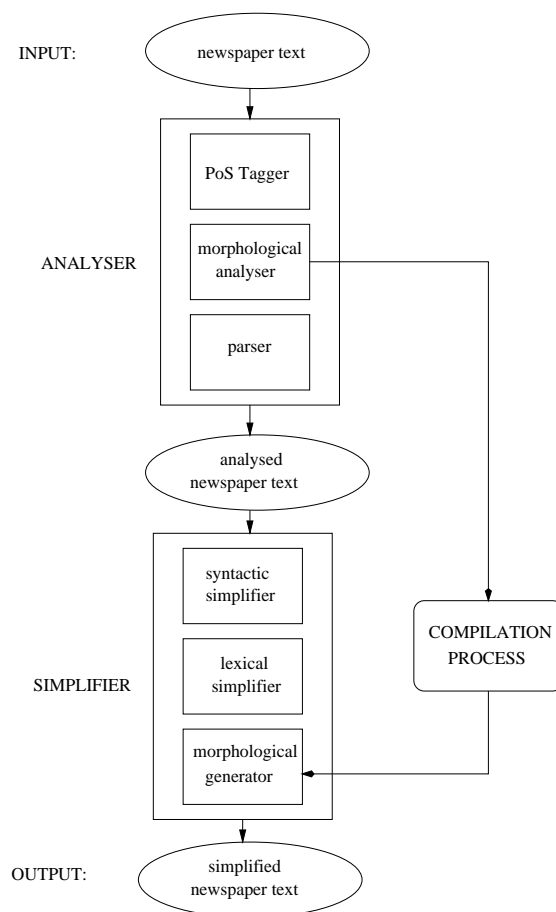 INPUT:
newspaper text
PoS Tagger
ANALYSER
morphological
analyser
parser
analysed
newspaper text
syntactic
simplifier
COMPILATION
PROCESS
lexical
simplifier
SIMPLIFIER
morphological
generator
OUTPUT:
simplified
newspaper text